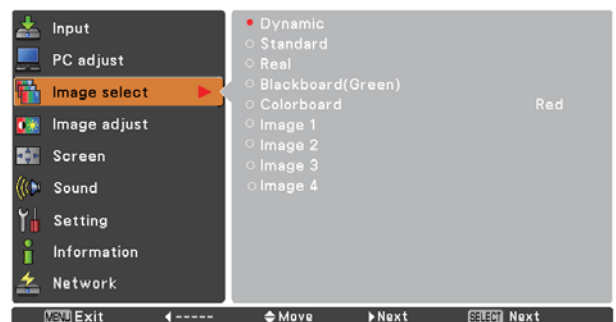 Input
PC adjust
Image select
Image adjust
Screen
Sound
Setting
Information
Network
Dynamic
Standard
Real
Blackboard(Green)
Colorboard Red
Image 1
Image 2
Image 3
Image 4
MENU Exit ◀ ----- Move ▶Next SELECT Next